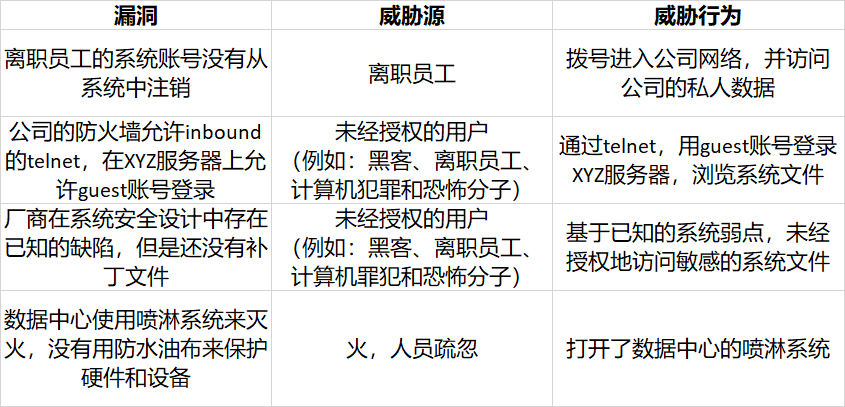 漏洞
威胁源
威胁行为
离职员工的系统账号没有从
系统中注销
离职员工
拨号进入公司网络，并访问
公司的私人数据
公司的防火墙允许inbound
的telnet，在XYZ服务器上允
许guest账号登录
未经授权的用户
（例如：黑客、离职员工、
计算机犯罪和恐怖分子）
通过telnet，用guest账号登录
XYZ服务器，浏览系统文件
厂商在系统安全设计中存在
已知的缺陷，但是还没有补
丁文件
未经授权的用户
（例如：黑客、离职员工、
计算机罪犯和恐怖分子）
基于已知的系统弱点，未经
授权地访问敏感的系统文件
数据中心使用喷淋系统来灭
火，没有用防水油布来保护
硬件和设备
火，人员疏忽
打开了数据中心的喷淋系统